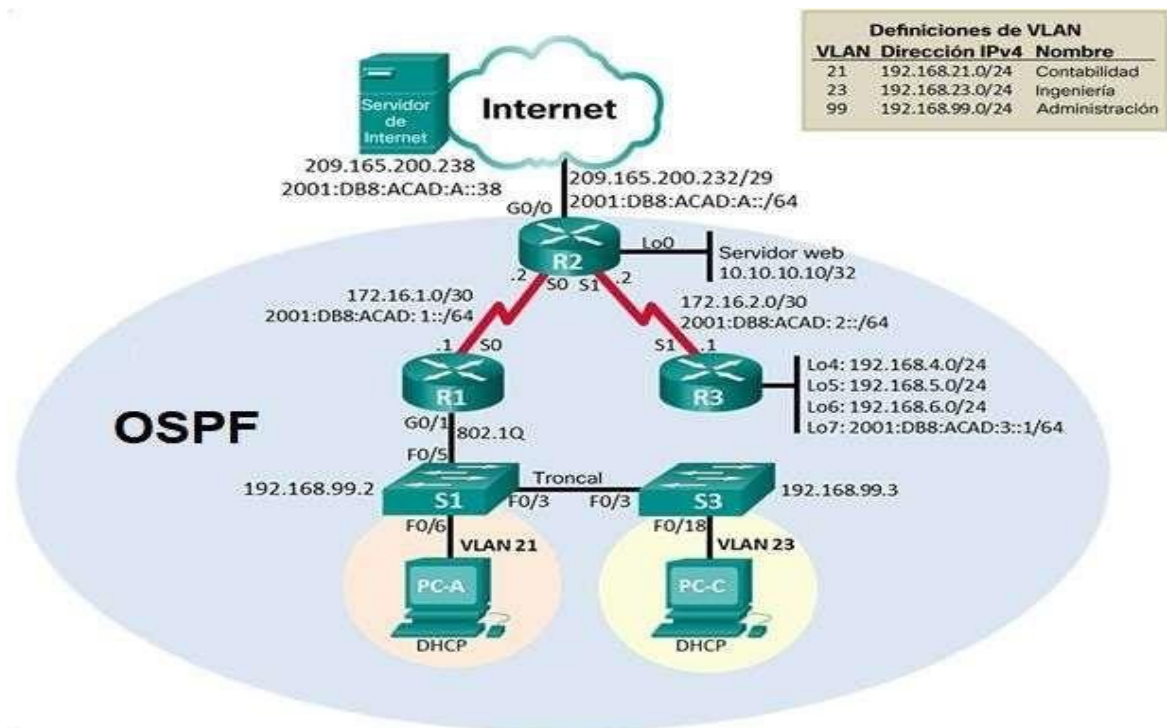 Definiciones de VLAN
VLAN Dirección IPv4 Nombre
21 192.168.21.0/24 Contabilidad
23 192.168.23.0/24 Ingeniería
99 192.168.99.0/24 Administración
Servidor
de
Internet
Internet
209.165.200.238
2001:DB8:ACAD:A::38
209.165.200.232/29
2001:DB8:ACAD:A::/64
G0/0
R2
Lo0
Servidor web
10.10.10.10/32
.2
S0
S1
.2
172.16.1.0/30
2001:DB8:ACAD: 1::/64
172.16.2.0/30
2001:DB8:ACAD: 2::/64
.1
S0
S1
.1
R1
R3
Lo4: 192.168.4.0/24
Lo5: 192.168.5.0/24
Lo6: 192.168.6.0/24
Lo7: 2001:DB8:ACAD:3::1/64
OSPF
G0/1
802.1Q
F0/5
192.168.99.2
S1
Troncal
F0/3
F0/3
S3
192.168.99.3
F0/6
F0/18
VLAN 21
VLAN 23
PC-A
PC-C
DHCP
DHCP